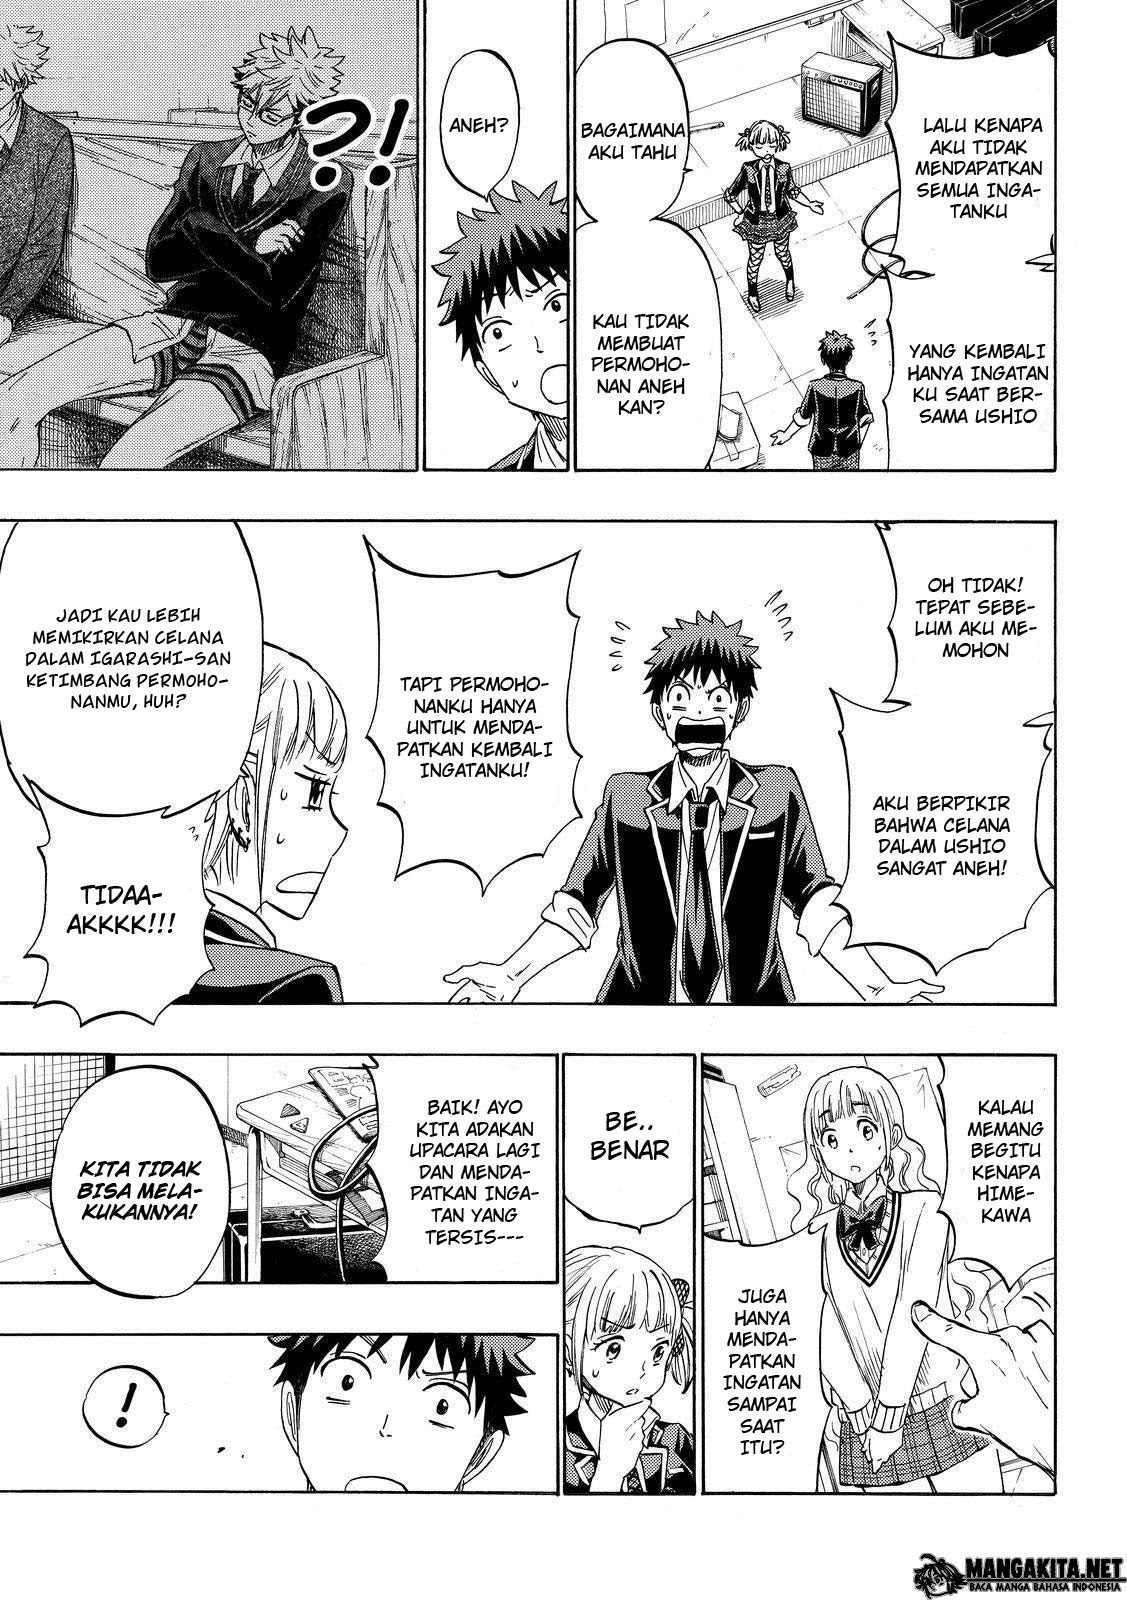 LALU KENAPA
AKU TIDAK
MENDAPATKAN
SEMUA INGA-
TANKU
YANG KEMBALI
HANYA INGATAN
KU SAAT BER-
SAMA USHIO
BAGAIMANA
AKU TAHU
KAU TIDAK
MEMBUAT
PERMOHO-
NAN ANEH
KAN?
ANEH?
?!
OH TIDAK!
TEPAT SEBE-
LUM AKU ME-
MOHON
AKU BERPIKIR
BAHWA CELANA
DALAM USHIO
SANGAT ANEH!
TAPI PERMOHO-
NANKU HANYA
UNTUK MENDA-
PATKAN KEMBALI
INGATANKU!
JADI KAU LEBIH
MEMIKIRKAN CELANA
DALAM IGARASHI-SAN
KETIMBANG PERMOHO-
NANMU, HUH?
TIDAA-
AKKKK!!!
KALAU
MEMANG
BEGITU
KENAPA
HIME-
KAWA
JUGA
HANYA
MENDA-
PATKAN
INGATAN
SAMPAI
SAAT
ITU?
BE..
BENAR
BAIK! AYO
KITA ADAKAN
UPACARA LAGI
DAN MENDA-
PATKAN INGA-
TAN YANG
TERSIS---
KITA TIDAK
BISA MELA-
KUKANNYA!
!
MANGAKITA.NET
BACA MANGA BAHASA INDONESIA